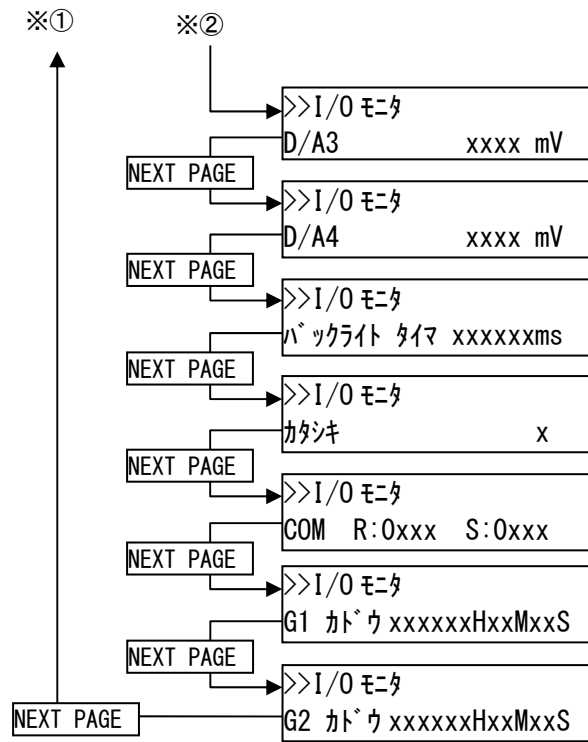 ※①
※②
>>I/O ﾓﾆﾀ
D/A3 xxxx mV
NEXT PAGE
>>I/O ﾓﾆﾀ
D/A4 xxxx mV
NEXT PAGE
>>I/O ﾓﾆﾀ
ﾊﾞｯｸﾗｲﾄ ﾀｲﾏ xxxxxxms
NEXT PAGE
>>I/O ﾓﾆﾀ
ｶﾀｼｷ x
NEXT PAGE
>>I/O ﾓﾆﾀ
COM R:0xxx S:0xxx
NEXT PAGE
>>I/O ﾓﾆﾀ
G1 ｶﾄﾞｳ xxxxxxHxxMxxS
NEXT PAGE
>>I/O ﾓﾆﾀ
G2 ｶﾄﾞｳ xxxxxxHxxMxxS
NEXT PAGE